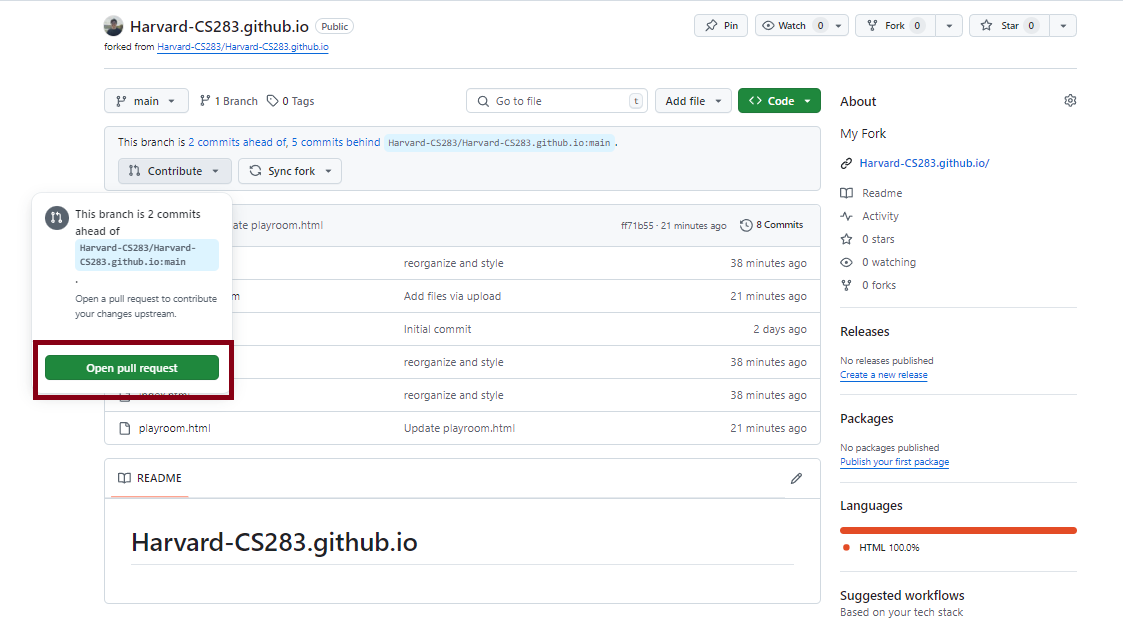 Harvard-CS283.github.io Public
Pin Watch 0 Fork 0 Star 0
forked from Harvard-CS283/Harvard-CS283.github.io
main 1 Branch 0 Tags Go to file t Add file Code
This branch is 2 commits ahead of, 5 commits behind Harvard-CS283/Harvard-CS283.github.io:main .
Contribute Sync fork
This branch is 2 commits
ahead of
Harvard-CS283/Harvard-
CS283.github.io:main
.
Open a pull request to contribute
your changes upstream.
Open pull request
ate playroom.html ff71b55 · 21 minutes ago 8 Commits
reorganize and style 38 minutes ago
Add files via upload 21 minutes ago
Initial commit 2 days ago
reorganize and style 38 minutes ago
index.html reorganize and style 38 minutes ago
playroom.html Update playroom.html 21 minutes ago
README
Harvard-CS283.github.io
About
My Fork
Harvard-CS283.github.io/
Readme
Activity
0 stars
0 watching
0 forks
Releases
No releases published
Create a new release
Packages
No packages published
Publish your first package
Languages
HTML 100.0%
Suggested workflows
Based on your tech stack